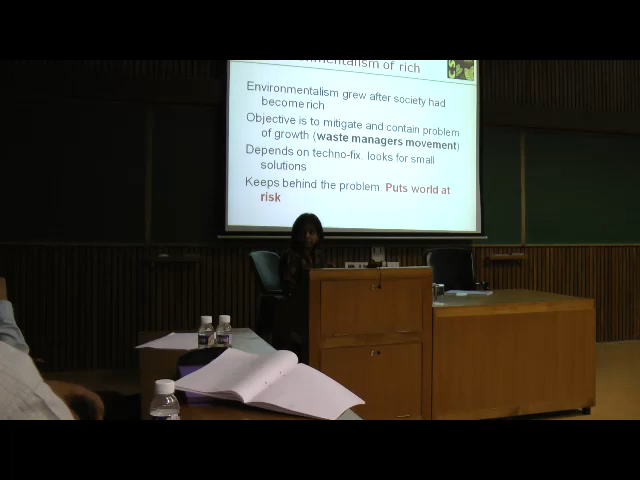 of rich
Environmentalism grew after society had
become rich
Objective is to mitigate and contain problem
of growth (waste managers movement)
Depends on techno-fix. looks for small
solutions
Keeps behind the problem. Puts world at
risk